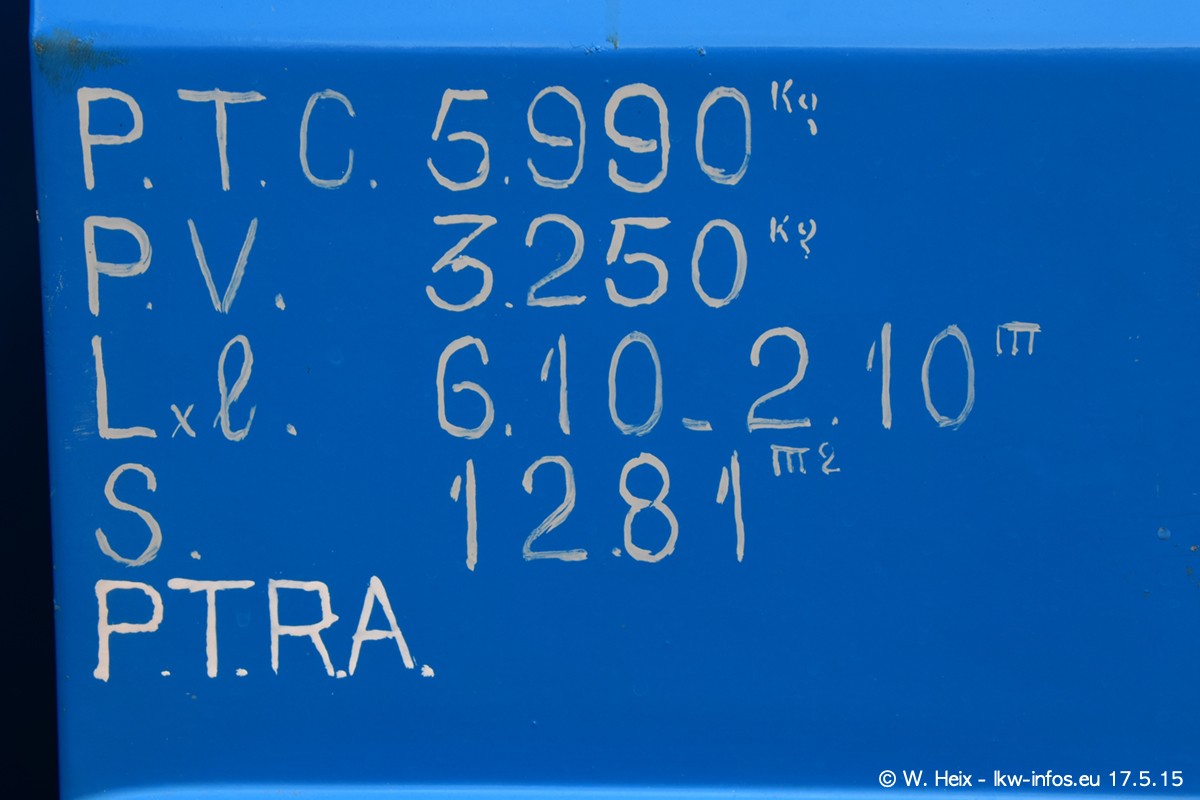 P.T.C. 5.990 Kg
P.V. 3.250 Kg
L x l. 6.10 - 2.10 m
S. 12.81 m2
P.T.R.A.
© W. Heix - lkw-infos.eu 17.5.15